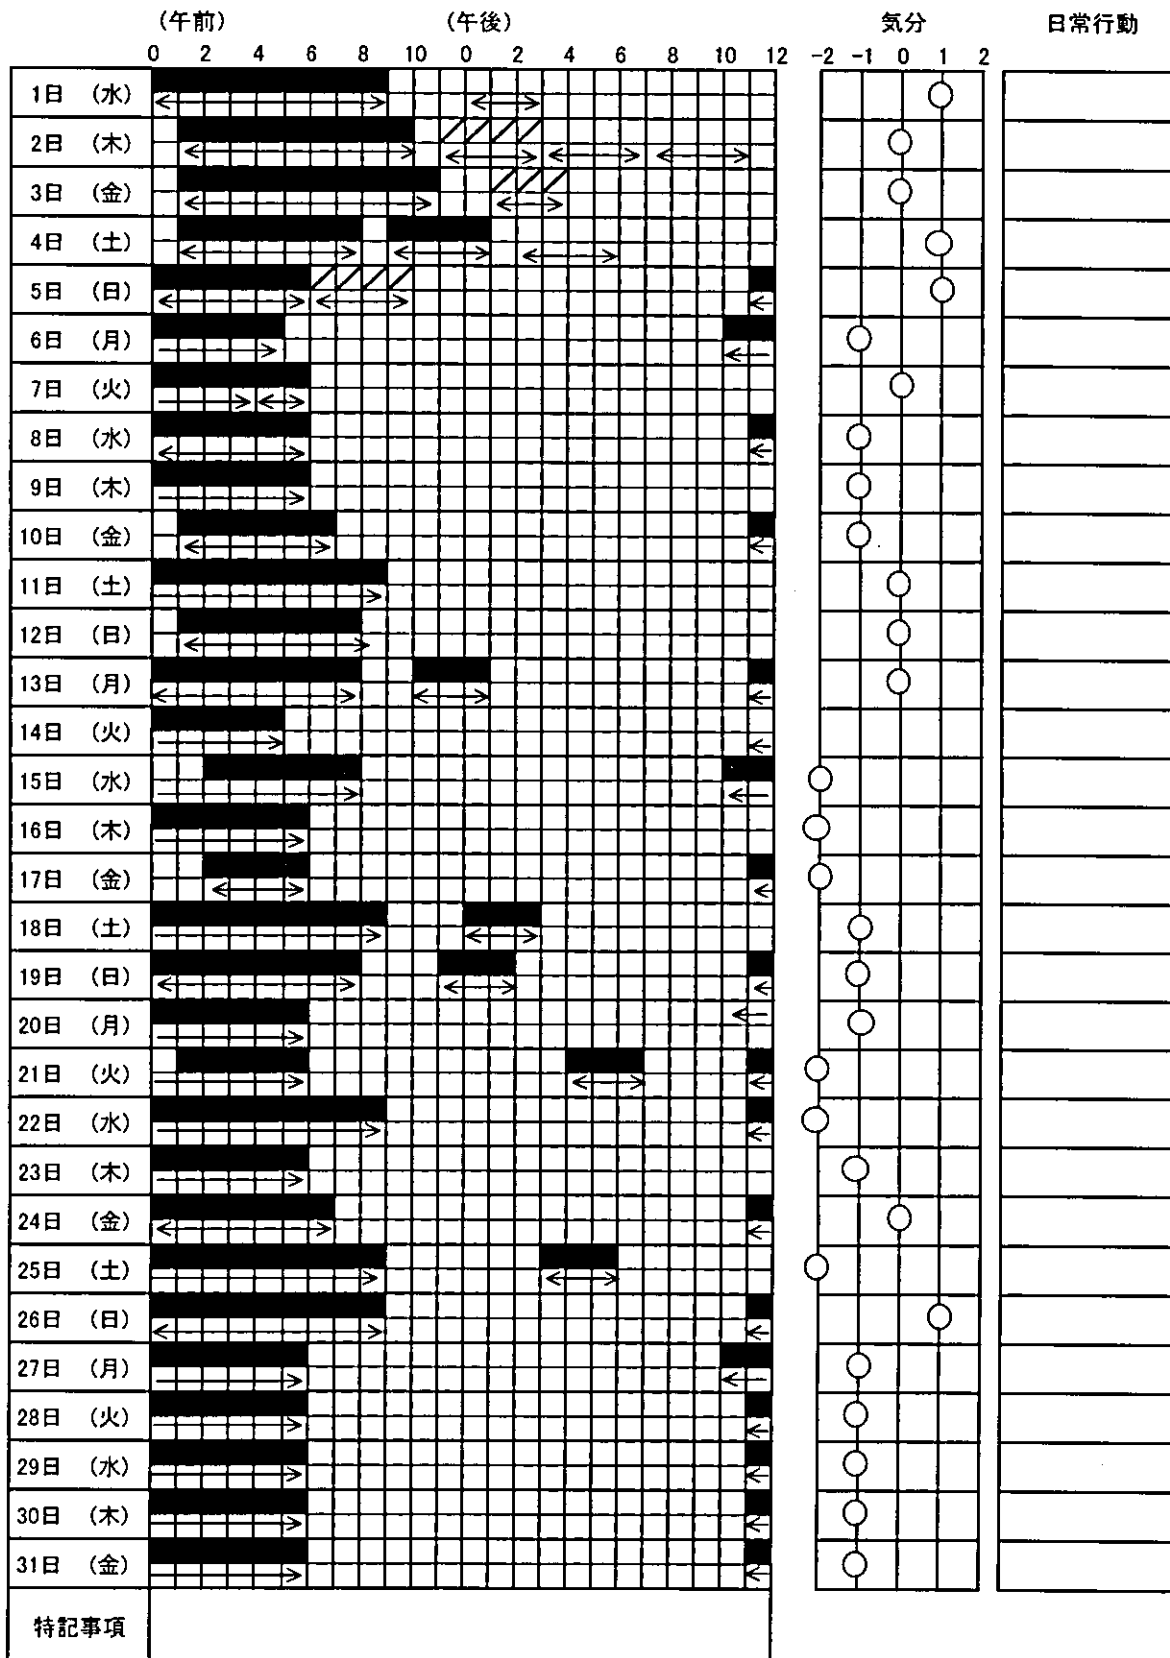 (午前) (午後) 気分 日常行動
0 2 4 6 8 10 0 2 4 6 8 10 12 -2 -1 0 1 2
1日 (水)
2日 (木)
3日 (金)
4日 (土)
5日 (日)
6日 (月)
7日 (火)
8日 (水)
9日 (木)
10日 (金)
11日 (土)
12日 (日)
13日 (月)
14日 (火)
15日 (水)
16日 (木)
17日 (金)
18日 (土)
19日 (日)
20日 (月)
21日 (火)
22日 (水)
23日 (木)
24日 (金)
25日 (土)
26日 (日)
27日 (月)
28日 (火)
29日 (水)
30日 (木)
31日 (金)
特記事項